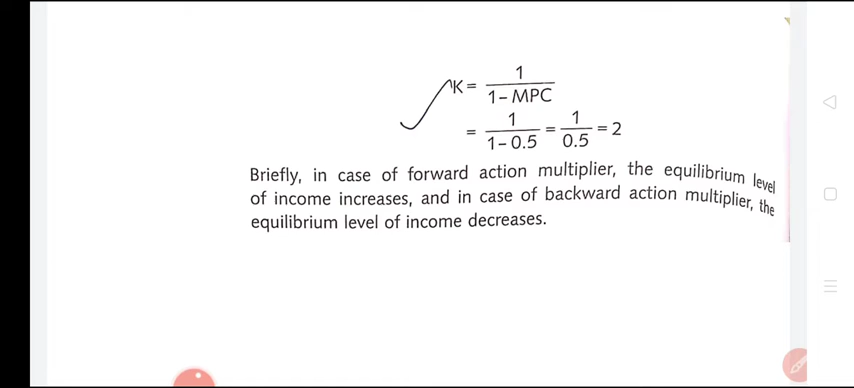 K = 1 / 1 – MPC
= 1 / 1 – 0.5 = 1 / 0.5 = 2
Briefly, in case of forward action multiplier, the equilibrium level
of income increases, and in case of backward action multiplier, the
equilibrium level of income decreases.